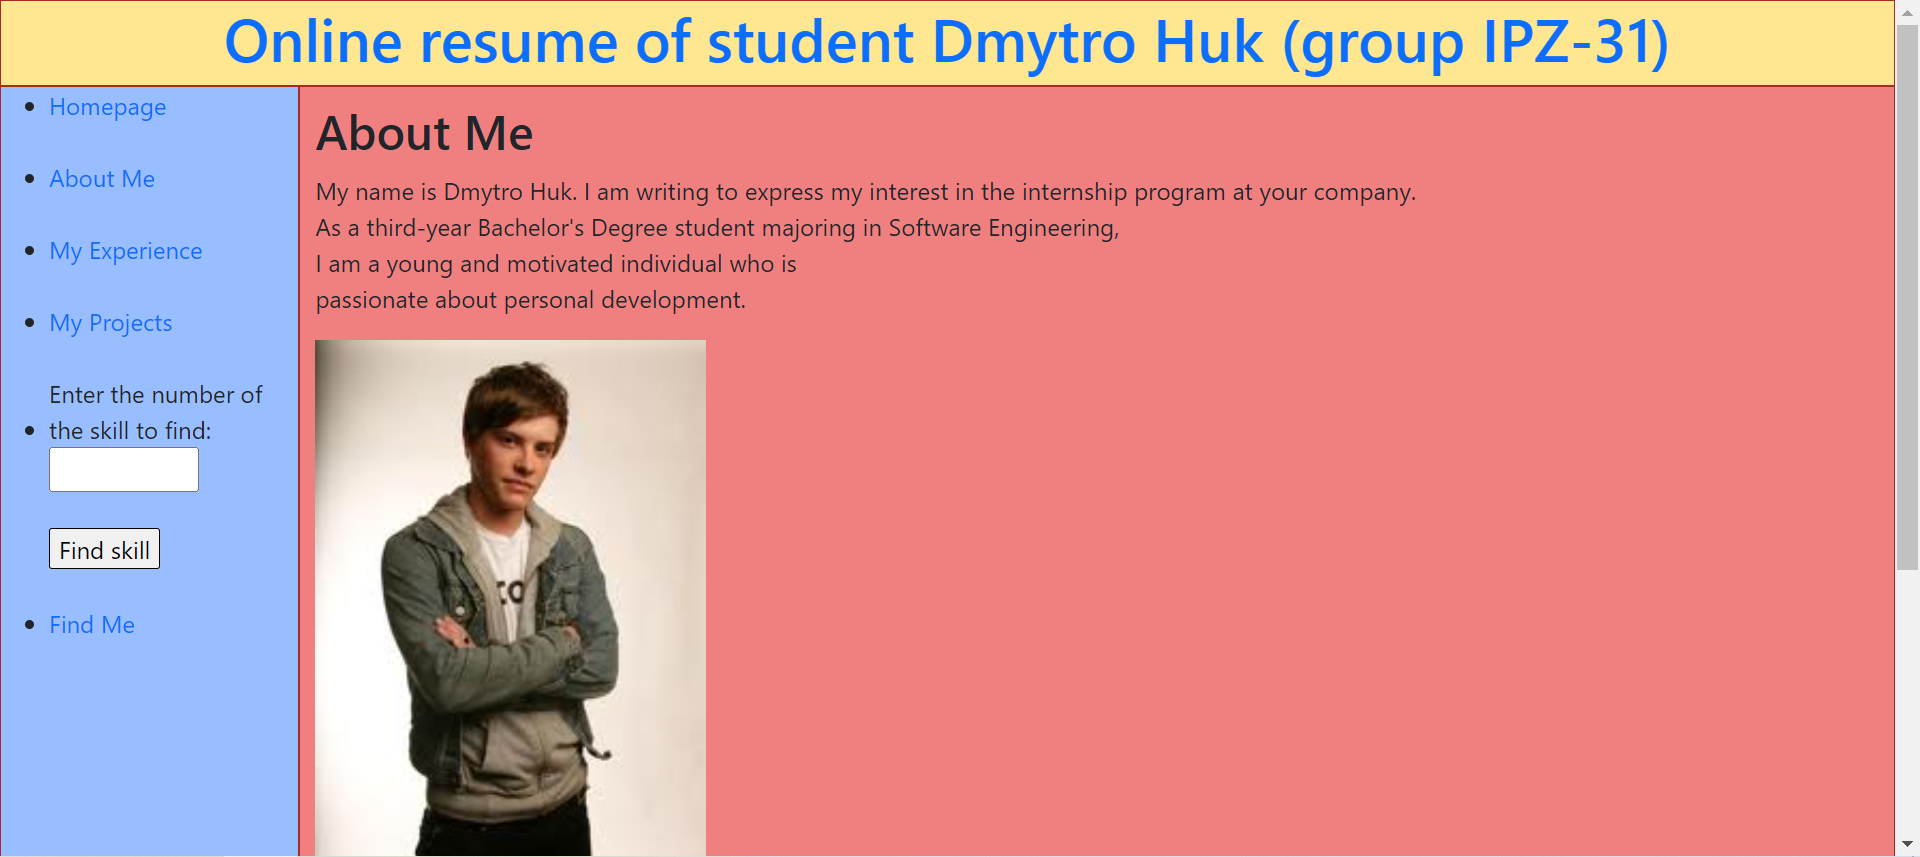 Online resume of student Dmytro Huk (group IPZ-31)
Homepage
About Me
My Experience
My Projects
Enter the number of
the skill to find:
Find skill
Find Me
About Me
My name is Dmytro Huk. I am writing to express my interest in the internship program at your company.
As a third-year Bachelor's Degree student majoring in Software Engineering,
I am a young and motivated individual who is
passionate about personal development.